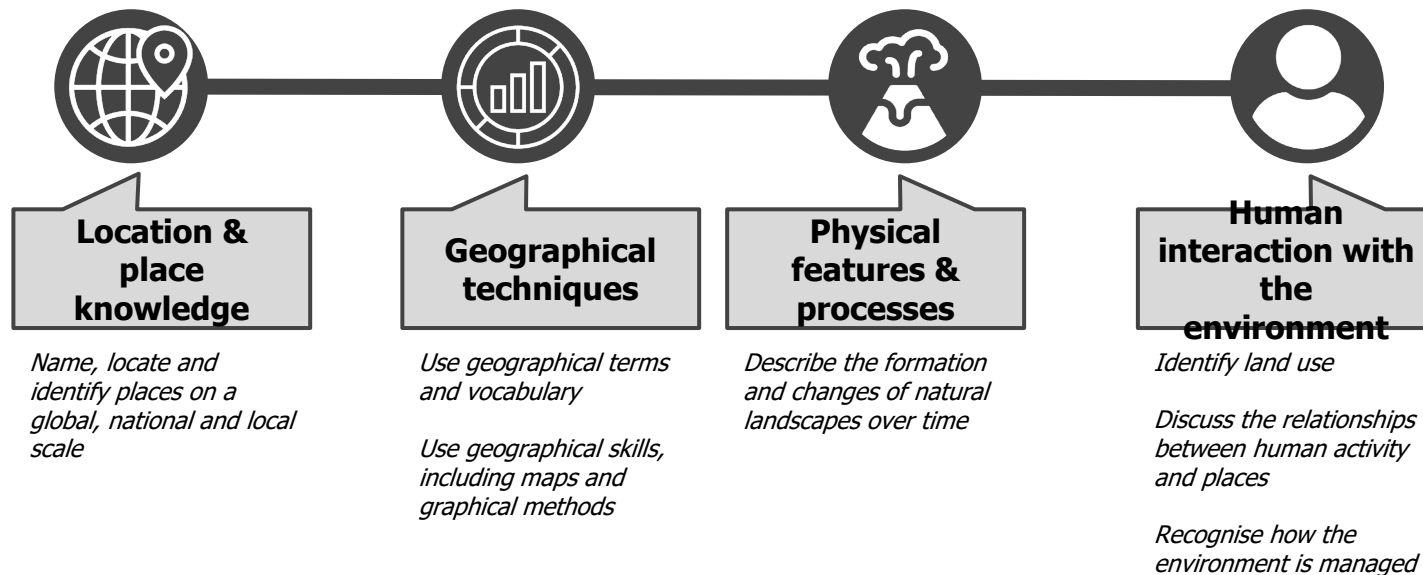 Location &
place
knowledge
Name, locate and
identify places on a
global, national and local
scale
Geographical
techniques
Use geographical terms
and vocabulary
Use geographical skills,
including maps and
graphical methods
Physical
features &
processes
Describe the formation
and changes of natural
landscapes over time
Human
interaction with
the
environment
Identify land use
Discuss the relationships
between human activity
and places
Recognise how the
environment is managed